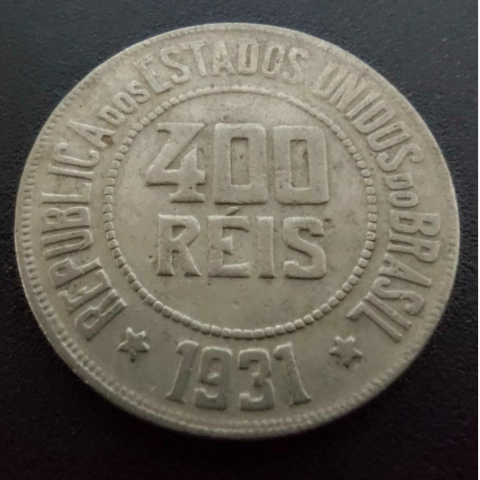 REPUBLICA DOS ESTADOS UNIDOS DO BRASIL
400
RÉIS
1931